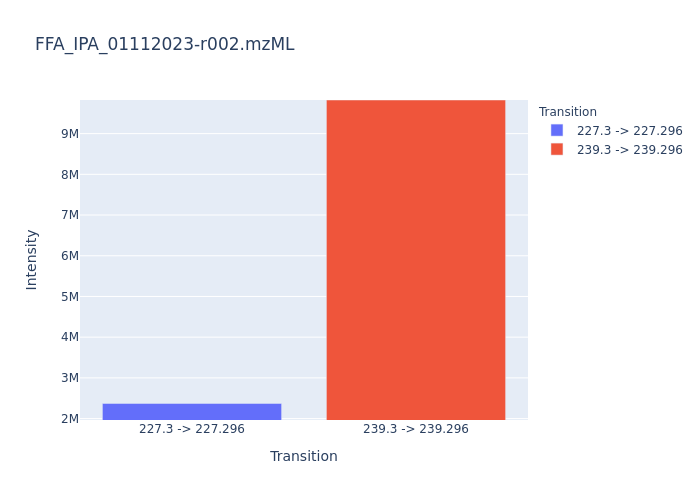 FFA_IPA_01112023-r002.mzML
Transition
227.3 -> 227.296
239.3 -> 239.296
9M
8M
7M
6M
5M
4M
3M
2M
Intensity
227.3 -> 227.296
239.3 -> 239.296
Transition